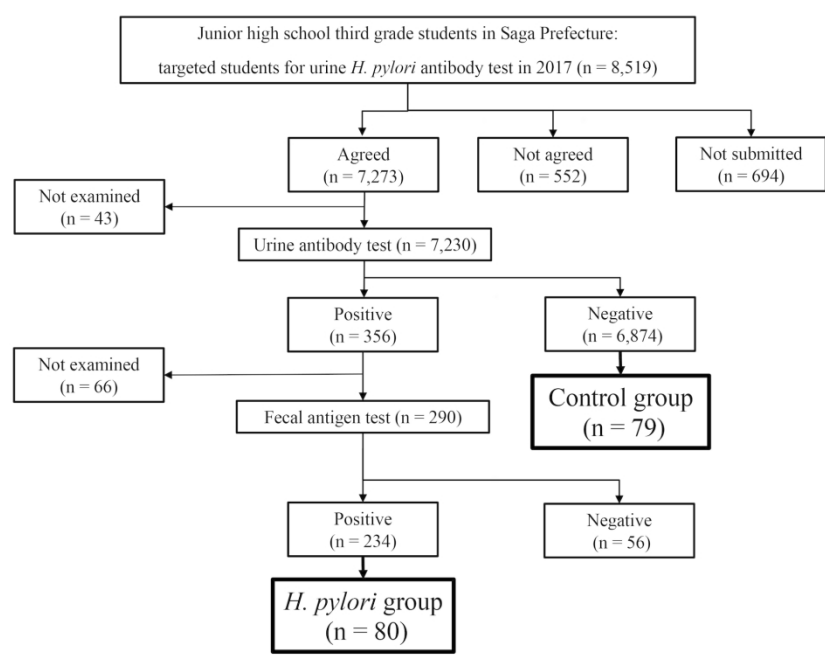 Junior high school third grade students in Saga Prefecture:
targeted students for urine H. pylori antibody test in 2017 (n = 8,519)
Agreed
(n = 7,273)
Not agreed
(n = 552)
Not submitted
(n = 694)
Not examined
(n = 43)
Urine antibody test (n = 7,230)
Positive
(n = 356)
Negative
(n = 6,874)
Not examined
(n = 66)
Control group
(n = 79)
Fecal antigen test (n = 290)
Positive
(n = 234)
Negative
(n = 56)
H. pylori group
(n = 80)